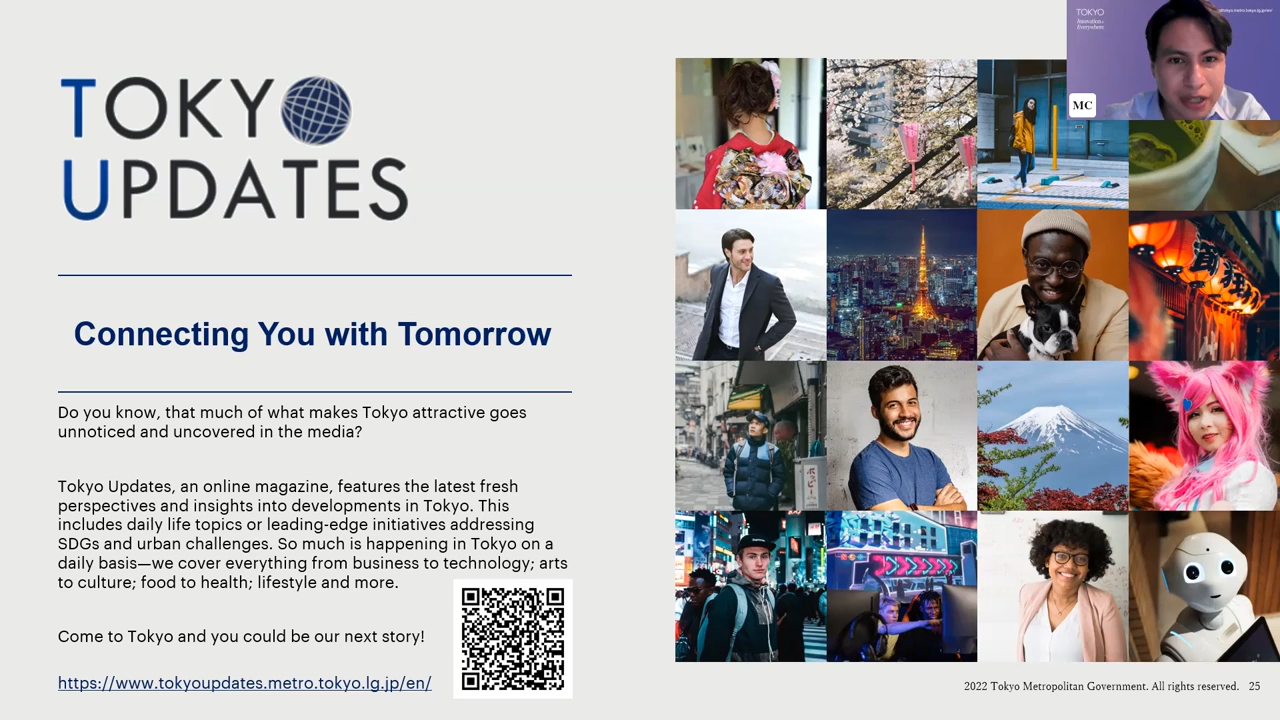 TOKYO
UPDATES
Connecting You with Tomorrow
Do you know, that much of what makes Tokyo attractive goes
unnoticed and uncovered in the media?
Tokyo Updates, an online magazine, features the latest fresh
perspectives and insights into developments in Tokyo. This
includes daily life topics or leading-edge initiatives addressing
SDGs and urban challenges. So much is happening in Tokyo on a
daily basis—we cover everything from business to technology; arts
to culture; food to health; lifestyle and more.
Come to Tokyo and you could be our next story!
https://www.tokyoupdates.metro.tokyo.lg.jp/en/
TOKYO
Innovation
Everywhere
MC
2022 Tokyo Metropolitan Government. All rights reserved. 25